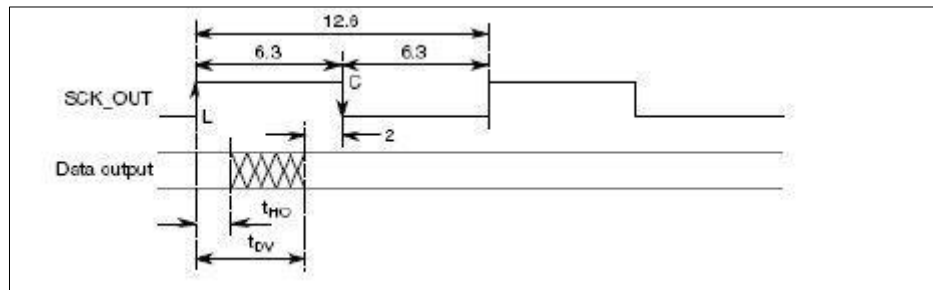 12.6
6.3 6.3
C
SCK_OUT
L
2
Data output
tHO
tDV